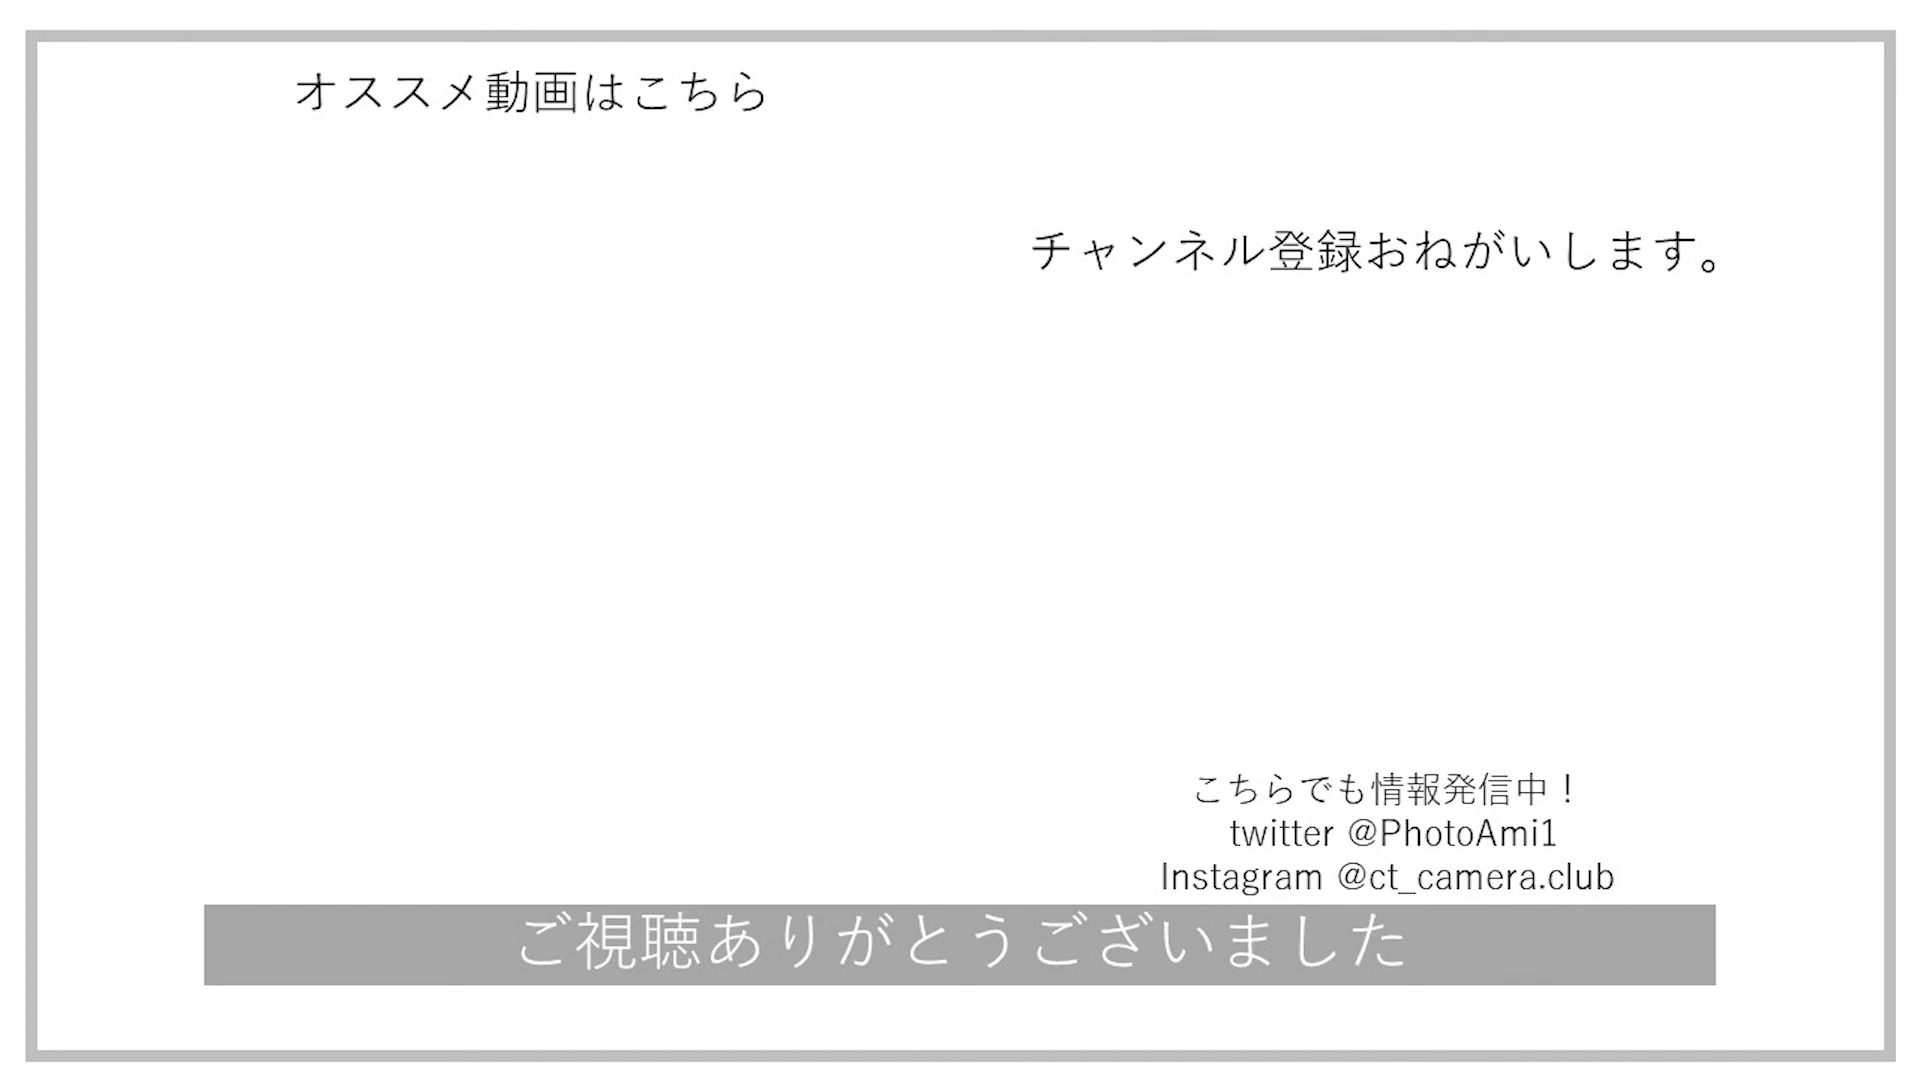 オススメ動画はこちら
チャンネル登録おねがいします。
こちらでも情報発信中！
twitter @PhotoAmi1
Instagram @ct_camera.club
ご視聴ありがとうございました